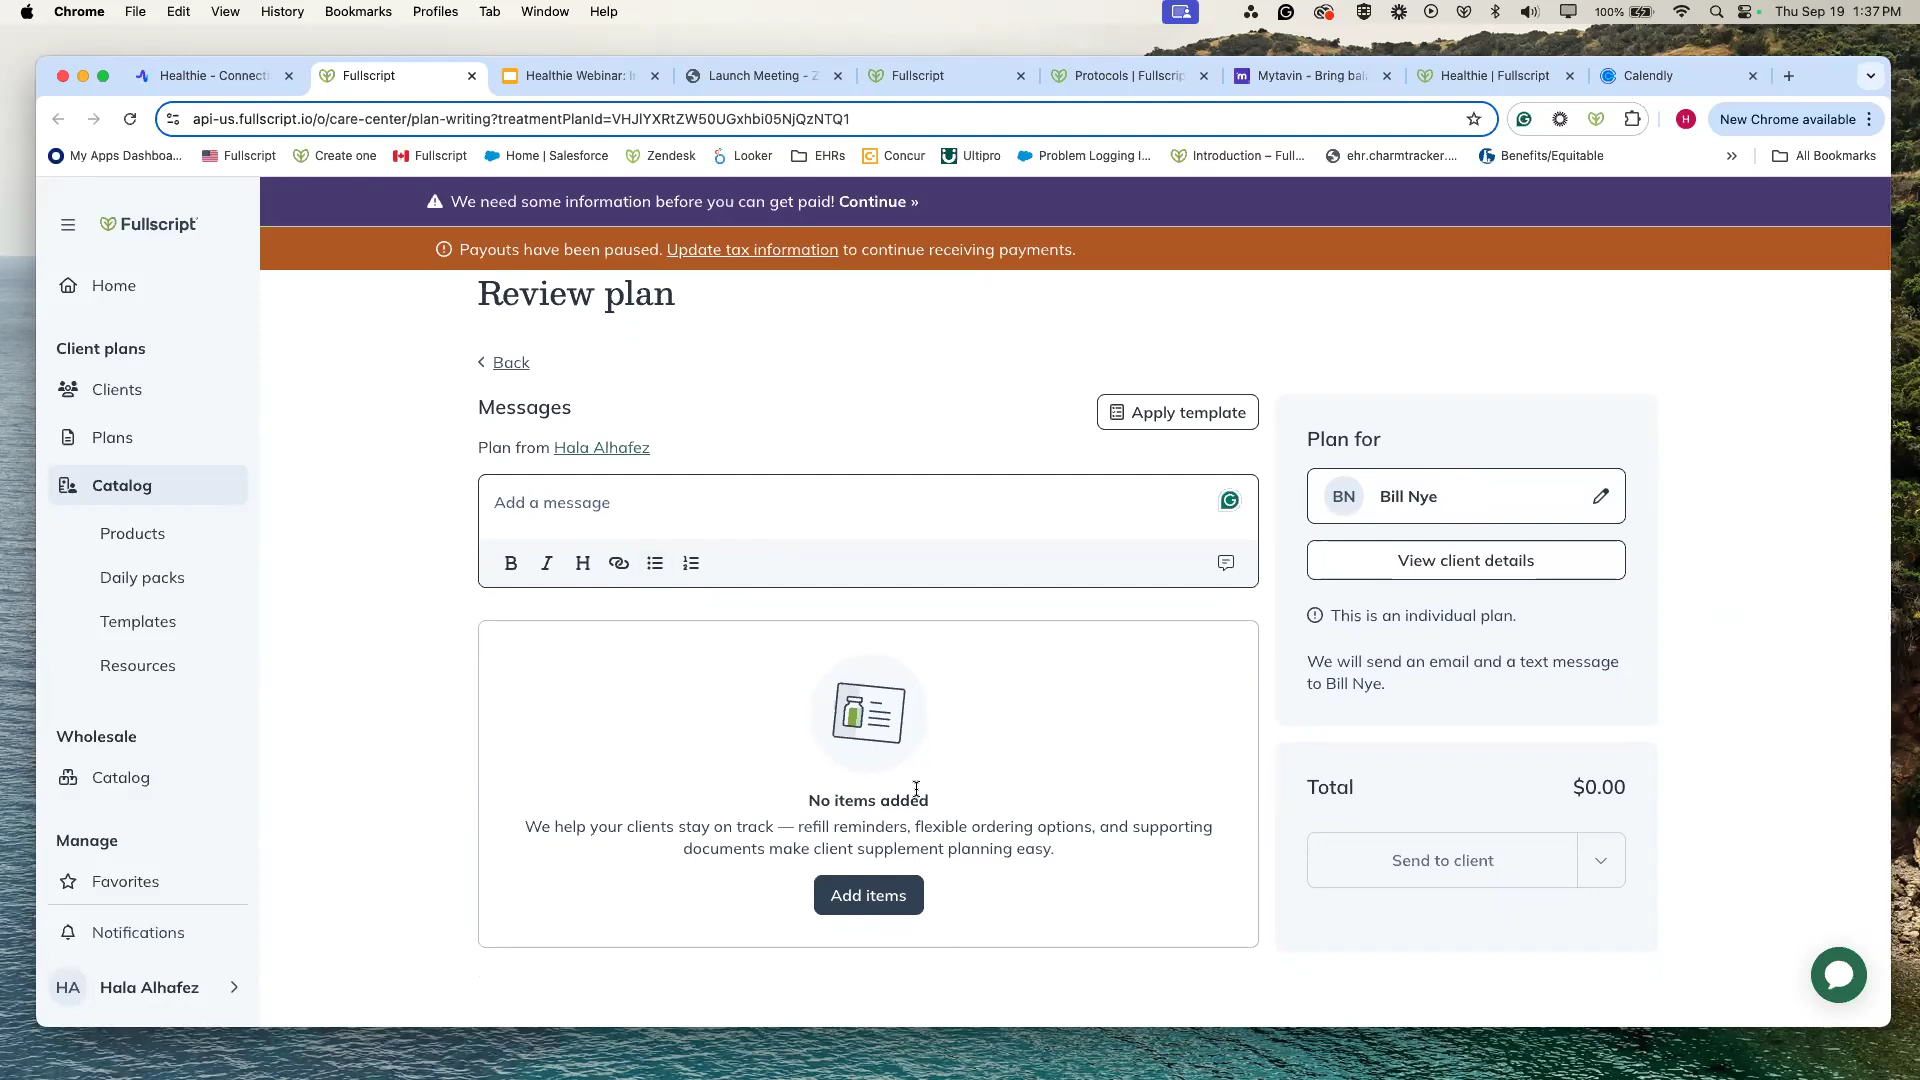 Chrome File Edit View History Bookmarks Profiles Tab Window Help 100% Thu Sep 19 1:37 PM
Healthie - Connecti Fullscript Healthie Webinar: I Launch Meeting - Z Fullscript Protocols | Fullscrip Mytavin - Bring bal Healthie | Fullscript Calendly
api-us.fullscript.io/o/care-center/plan-writing?treatmentPlanId=VHJlYXRtZW50UGxhbi05NjQzNTQ1 H New Chrome available
My Apps Dashboa... Fullscript Create one Fullscript Home | Salesforce Zendesk Looker EHRs Concur Ultipro Problem Logging I... Introduction – Full... ehr.charmtracker.... Benefits/Equitable » All Bookmarks
Fullscript
Home
Client plans
Clients
Plans
Catalog
Products
Daily packs
Templates
Resources
Wholesale
Catalog
Manage
Favorites
Notifications
HA Hala Alhafez
We need some information before you can get paid! Continue »
Payouts have been paused. Update tax information to continue receiving payments.
Review plan
Back
Messages
Apply template
Plan from Hala Alhafez
Add a message
B I H
No items added
We help your clients stay on track — refill reminders, flexible ordering options, and supporting
documents make client supplement planning easy.
Add items
Plan for
BN Bill Nye
View client details
This is an individual plan.
We will send an email and a text message
to Bill Nye.
Total $0.00
Send to client